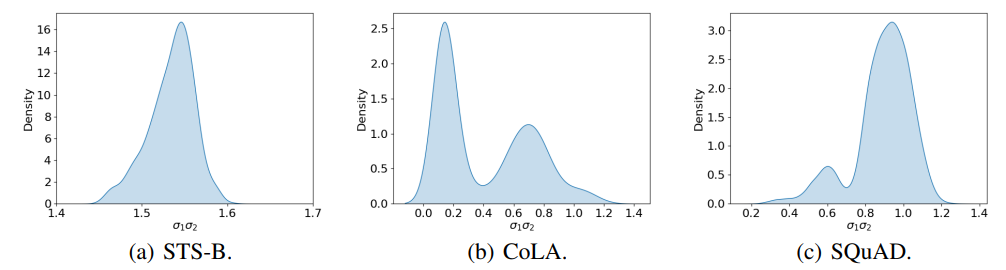 16
14
12
10
8
6
4
2
0
Density
1.4 1.5 1.6 1.7
σ₁σ₂
(a) STS-B.
2.5
2.0
1.5
1.0
0.5
0.0
Density
0.0 0.2 0.4 0.6 0.8 1.0 1.2 1.4
σ₁σ₂
(b) CoLA.
3.0
2.5
2.0
1.5
1.0
0.5
0.0
Density
0.2 0.4 0.6 0.8 1.0 1.2 1.4
σ₁σ₂
(c) SQuAD.